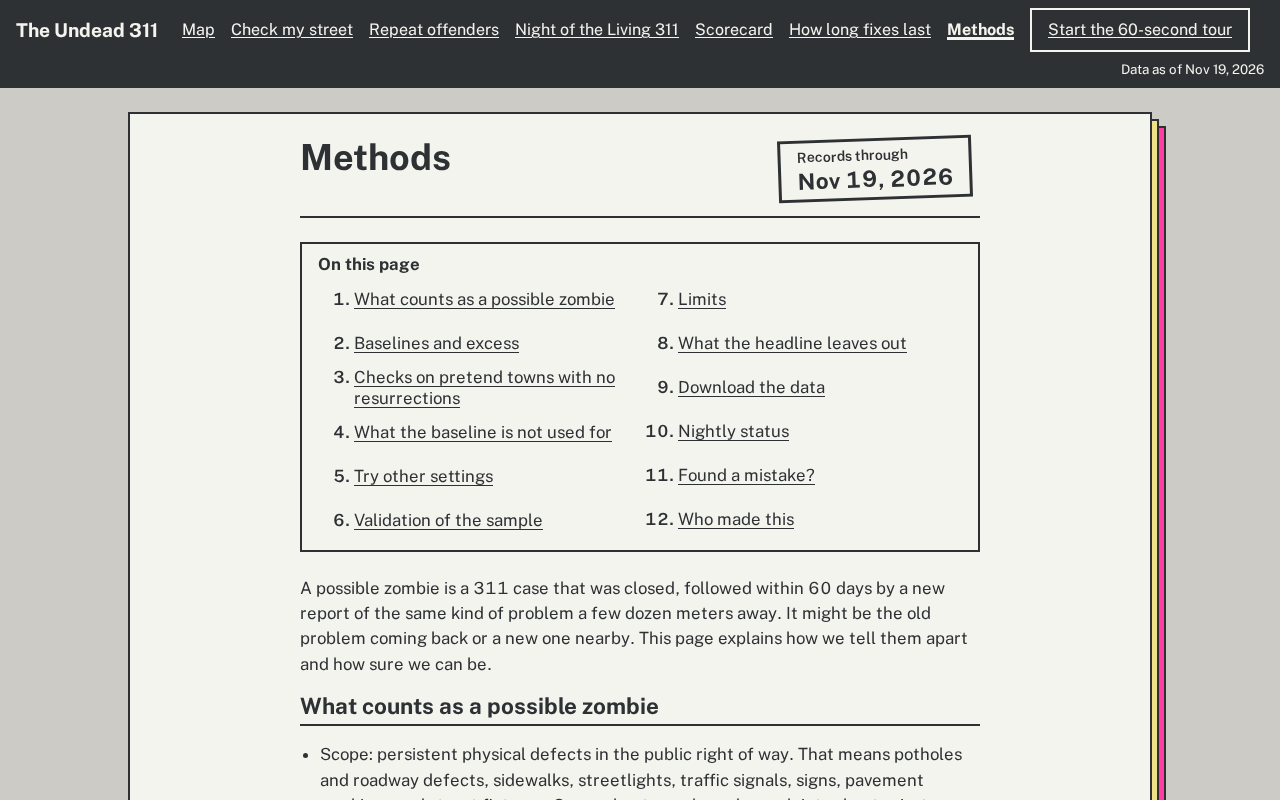 The Undead 311
Map
Check my street
Repeat offenders
Night of the Living 311
Scorecard
How long fixes last
Methods
Start the 60-second tour
Data as of Nov 19, 2026
Methods
Records through
Nov 19, 2026
On this page
1. What counts as a possible zombie
2. Baselines and excess
3. Checks on pretend towns with no
resurrections
4. What the baseline is not used for
5. Try other settings
6. Validation of the sample
7. Limits
8. What the headline leaves out
9. Download the data
10. Nightly status
11. Found a mistake?
12. Who made this
A possible zombie is a 311 case that was closed, followed within 60 days by a new
report of the same kind of problem a few dozen meters away. It might be the old
problem coming back or a new one nearby. This page explains how we tell them apart
and how sure we can be.
What counts as a possible zombie
• Scope: persistent physical defects in the public right of way. That means potholes
and roadway defects, sidewalks, streetlights, traffic signals, signs, pavement